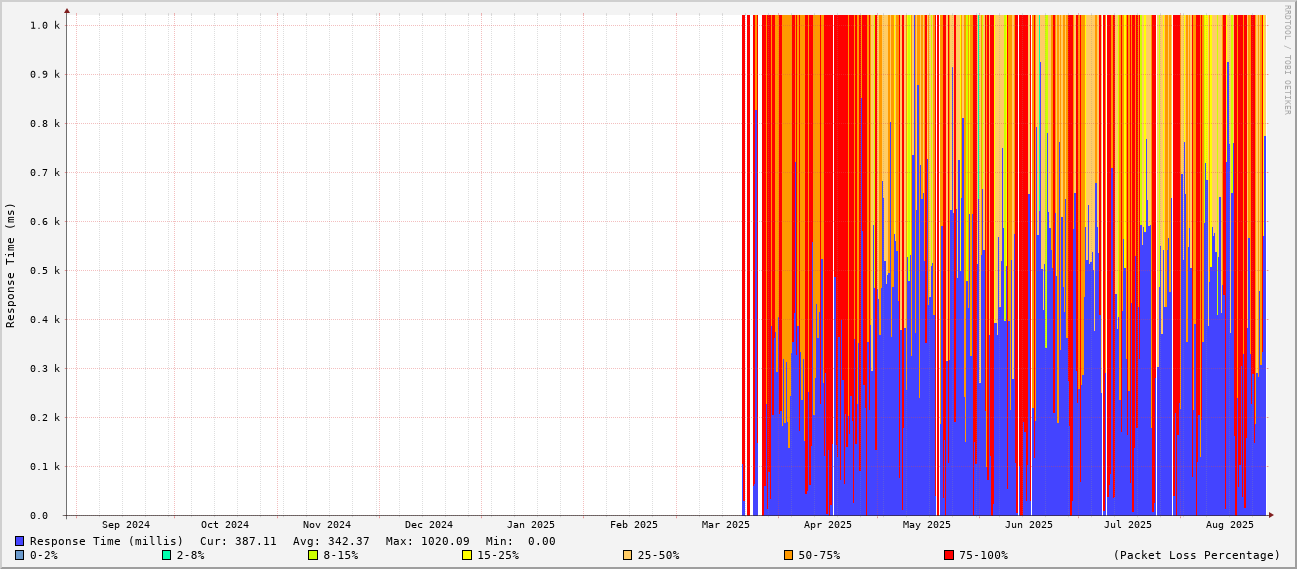 RRDTOOL / TOBI OETIKER
Response Time (ms)
1.0 k
0.9 k
0.8 k
0.7 k
0.6 k
0.5 k
0.4 k
0.3 k
0.2 k
0.1 k
0.0
Sep 2024 Oct 2024 Nov 2024 Dec 2024 Jan 2025 Feb 2025 Mar 2025 Apr 2025 May 2025 Jun 2025 Jul 2025 Aug 2025
Response Time (millis) Cur: 387.11 Avg: 342.37 Max: 1020.09 Min: 0.00
0-2% 2-8% 8-15% 15-25% 25-50% 50-75% 75-100% (Packet Loss Percentage)